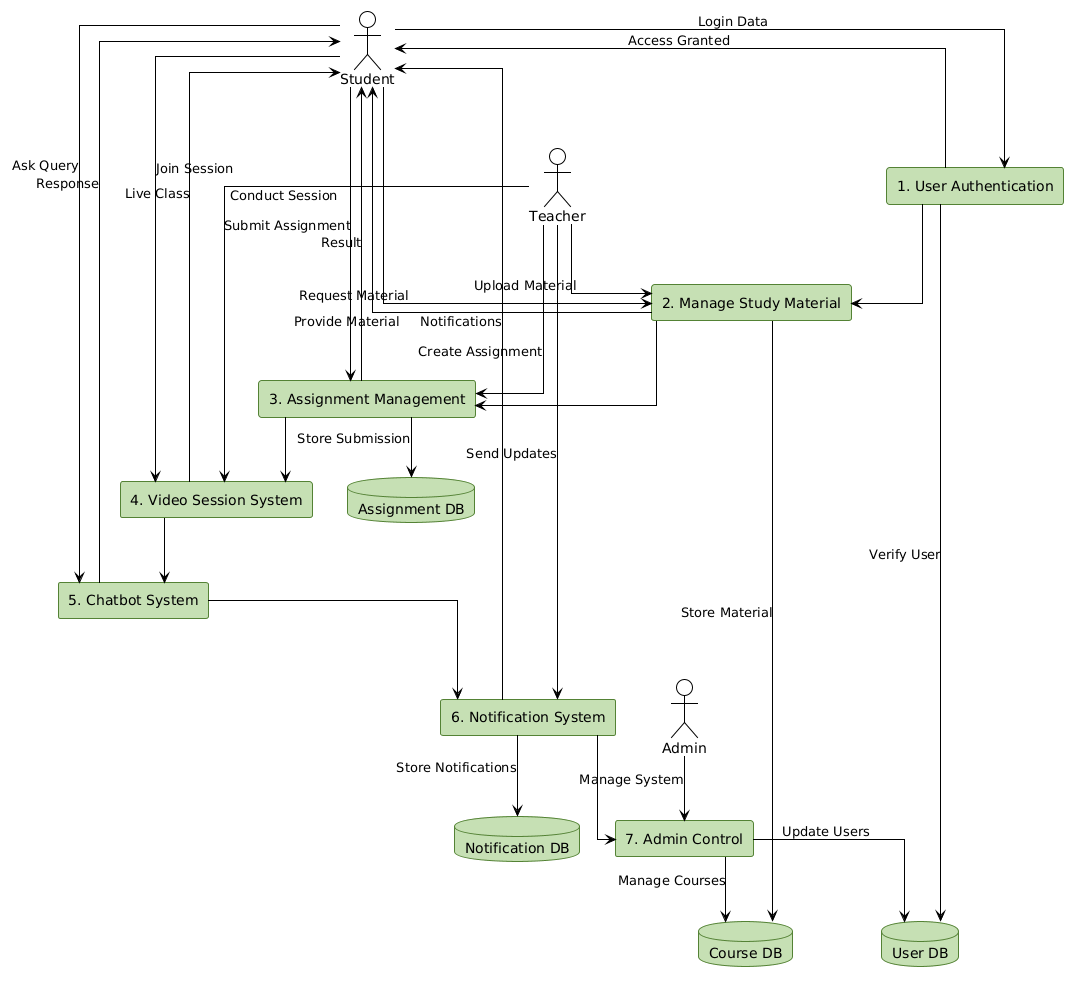 Login Data
Access Granted
Student
Ask Query
Response
Join Session
Live Class
Conduct Session
Teacher
1. User Authentication
Submit Assignment
Result
Upload Material
Request Material
2. Manage Study Material
Provide Material
Notifications
Create Assignment
3. Assignment Management
Store Submission
Send Updates
4. Video Session System
Assignment DB
Verify User
5. Chatbot System
Store Material
6. Notification System
Admin
Store Notifications
Manage System
7. Admin Control
Update Users
Notification DB
Manage Courses
Course DB
User DB